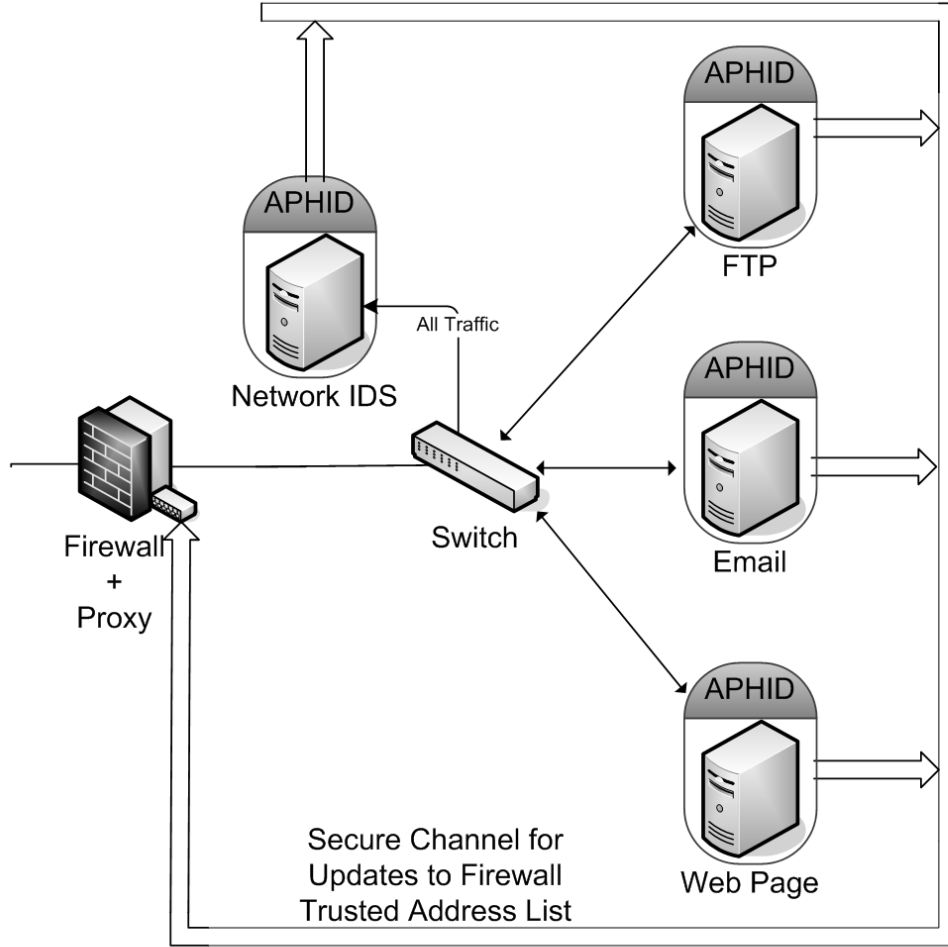 APHID
FTP
APHID
All Traffic
Network IDS
APHID
Email
Switch
Firewall
+
Proxy
APHID
Web Page
Secure Channel for
Updates to Firewall
Trusted Address List